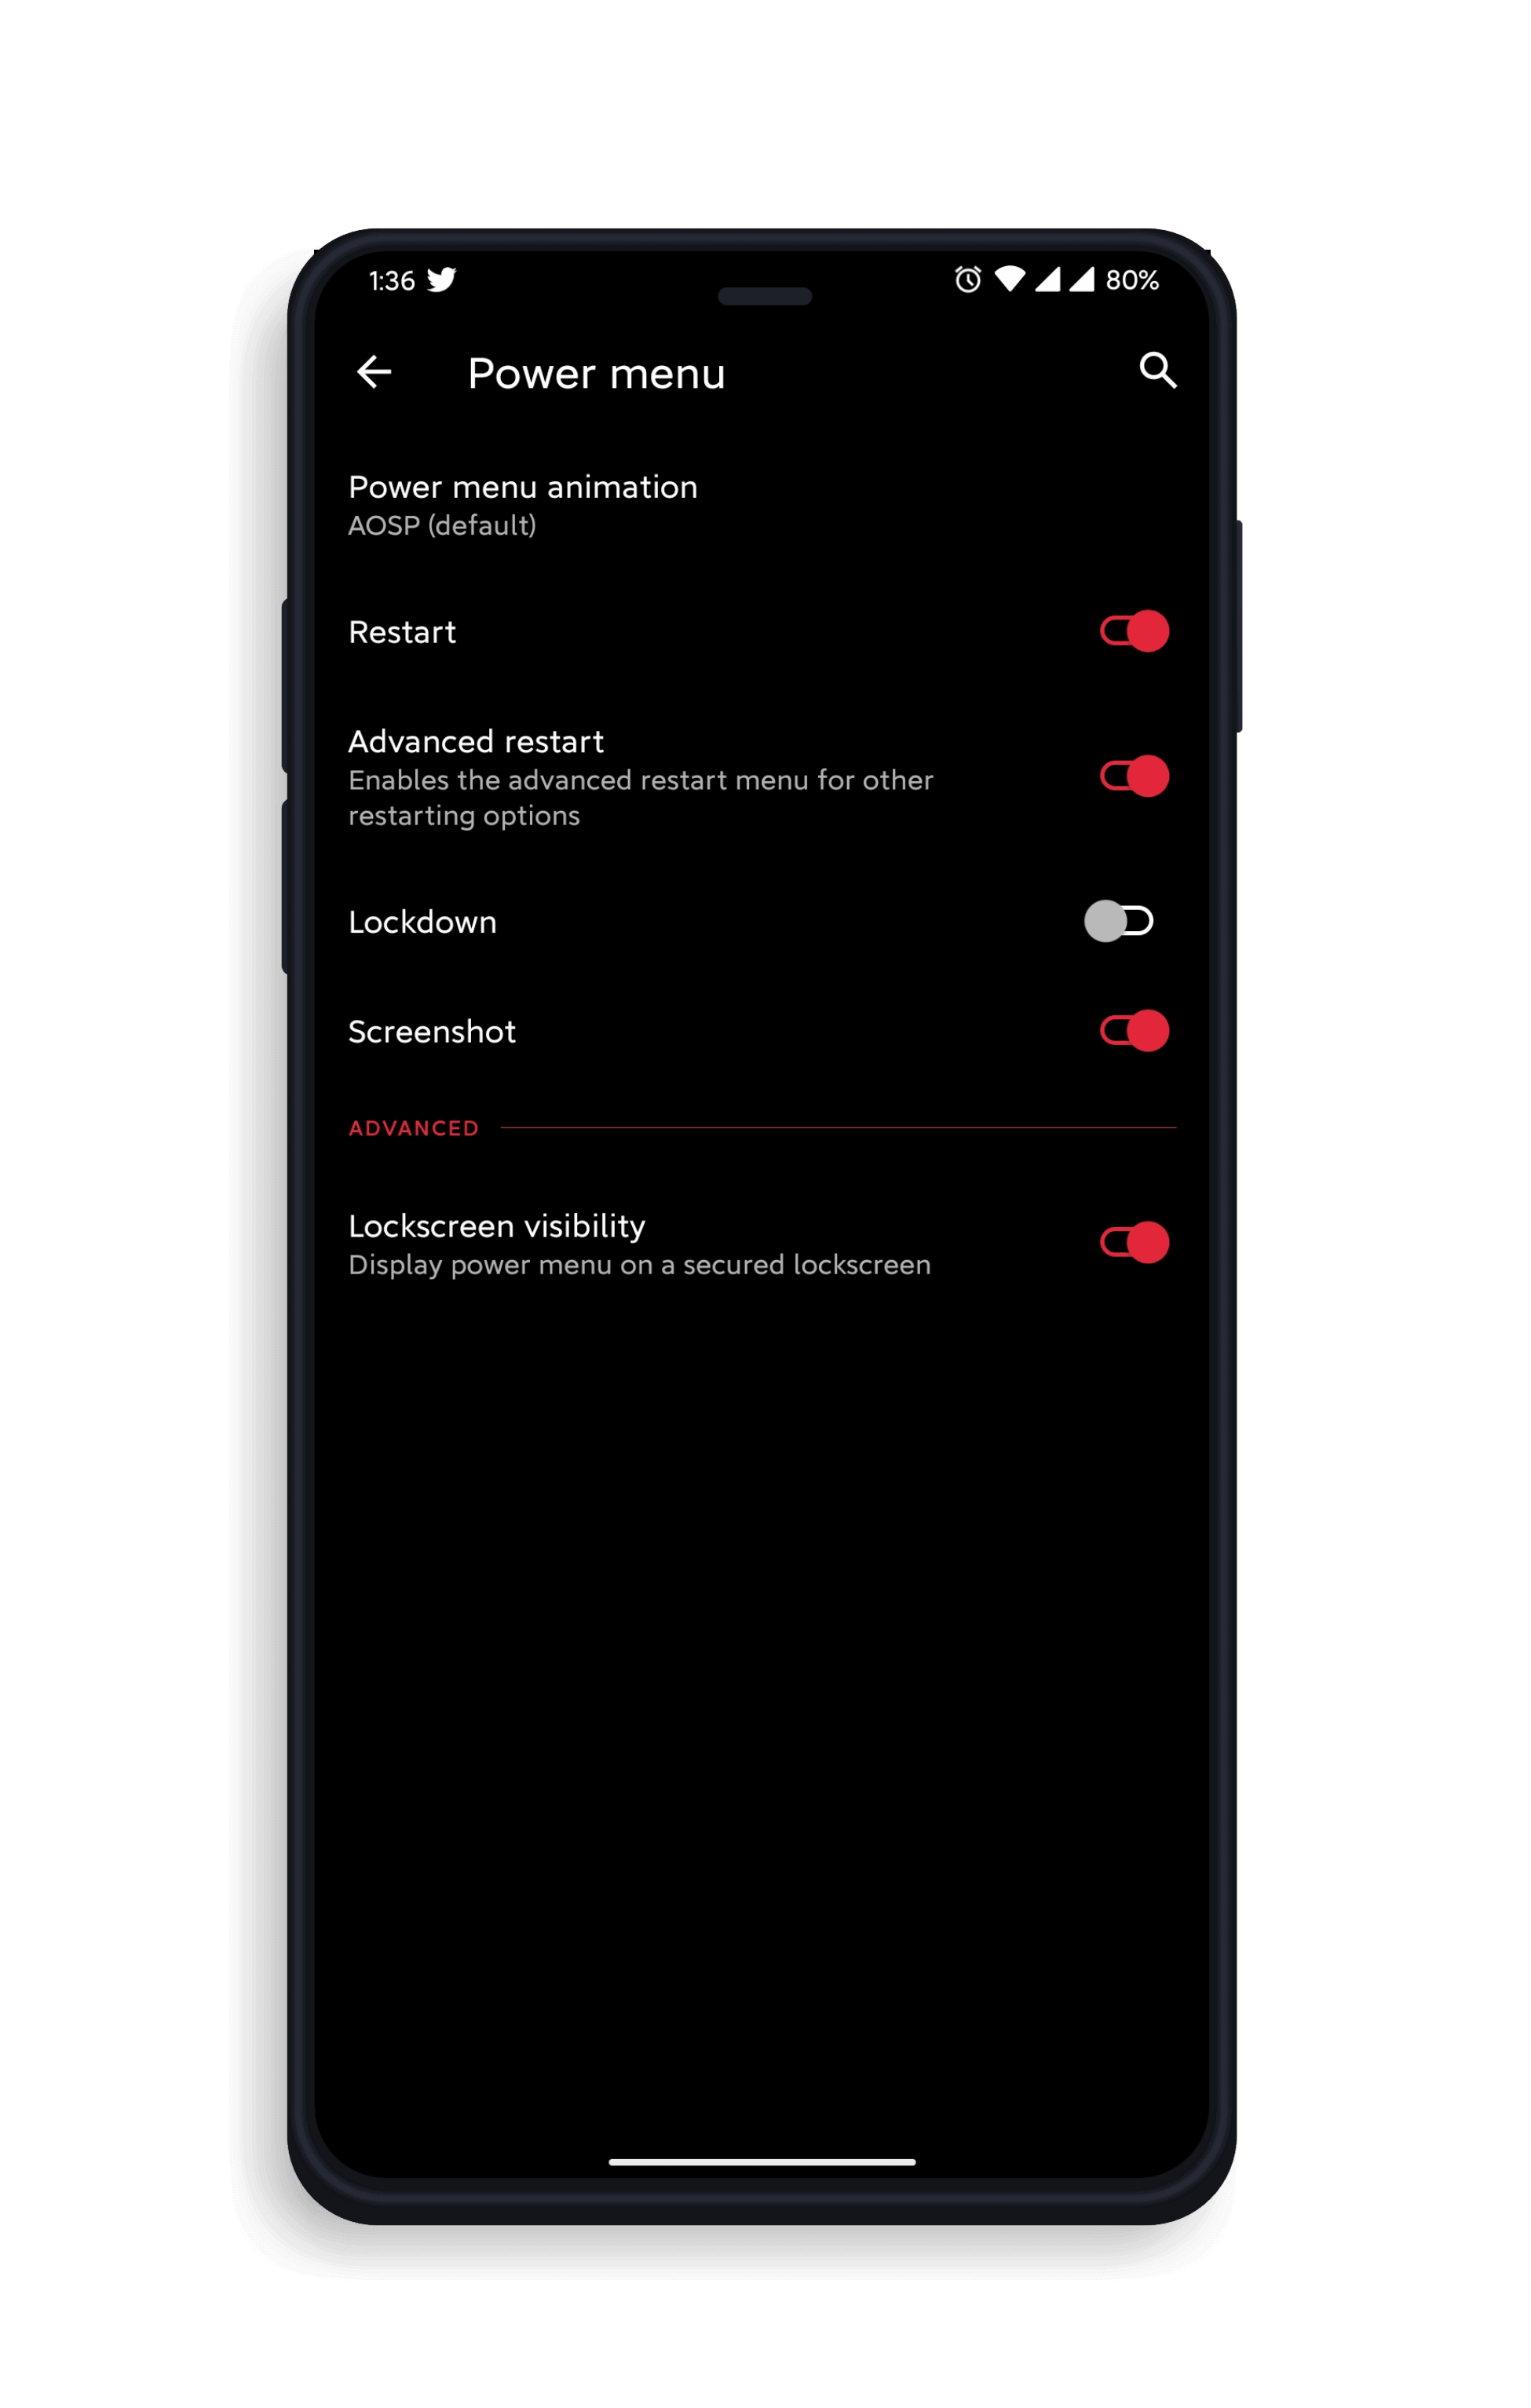 1:36 80%
Power menu
Power menu animation
AOSP (default)
Restart
Advanced restart
Enables the advanced restart menu for other
restarting options
Lockdown
Screenshot
ADVANCED
Lockscreen visibility
Display power menu on a secured lockscreen